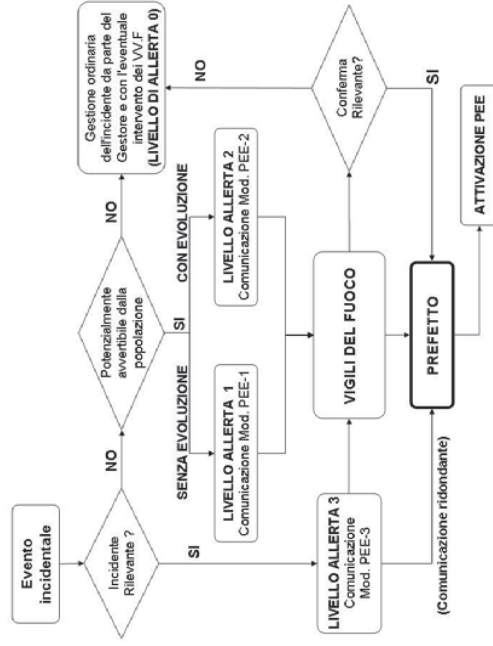 Evento
incidentale
Incidente
Rilevante ?
NO
SI
Potenzialmente
avvertibile dalla
popolazione
NO
SI
Gestione ordinaria
dell'incidente da parte del
Gestore e con l'eventuale
intervento dei VV.F
(LIVELLO DI ALLERTA 0)
SENZA EVOLUZIONE
CON EVOLUZIONE
LIVELLO ALLERTA 1
Comunicazione Mod. PEE-1
LIVELLO ALLERTA 2
Comunicazione Mod. PEE-2
NO
LIVELLO ALLERTA 3
Comunicazione
Mod. PEE-3
VIGILI DEL FUOCO
Conferma
Rilevante?
SI
(Comunicazione ridondante)
PREFETTO
ATTIVAZIONE PEE